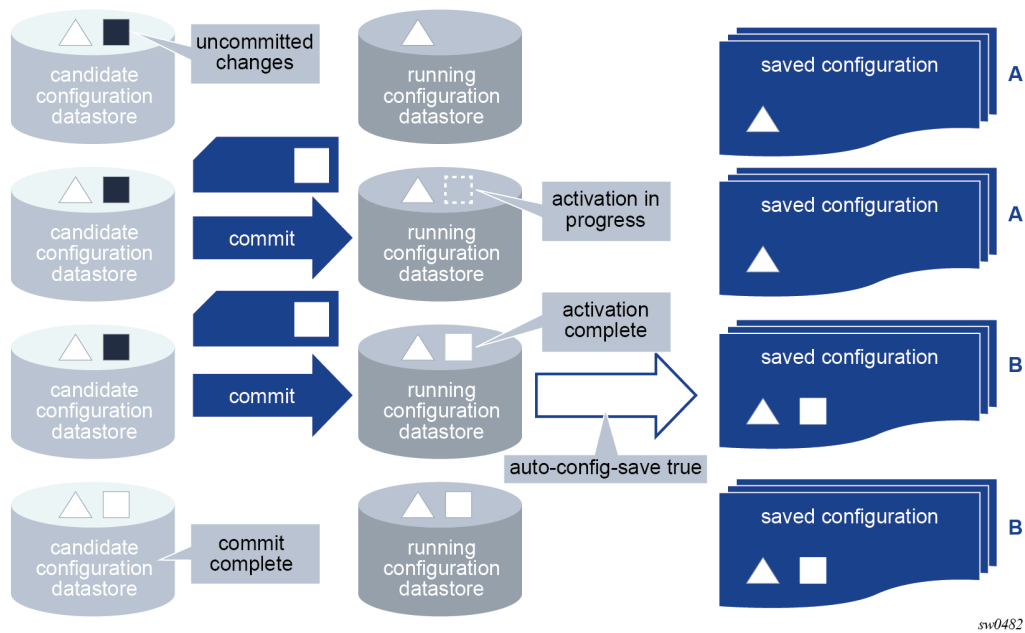 uncommitted
changes
candidate
configuration
datastore
running
configuration
datastore
saved configuration
A
candidate
configuration
datastore
commit
running
configuration
datastore
activation in
progress
saved configuration
A
candidate
configuration
datastore
commit
running
configuration
datastore
activation
complete
auto-config-save true
saved configuration
B
candidate
configuration
datastore
commit
complete
running
configuration
datastore
saved configuration
B
sw0482